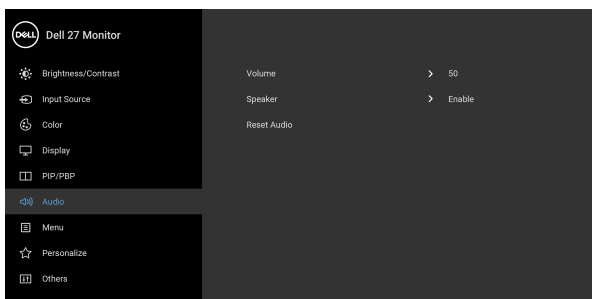 DELL Dell 27 Monitor
Brightness/Contrast
Input Source
Color
Display
PIP/PBP
Audio
Menu
Personalize
Others
Volume > 50
Speaker > Enable
Reset Audio